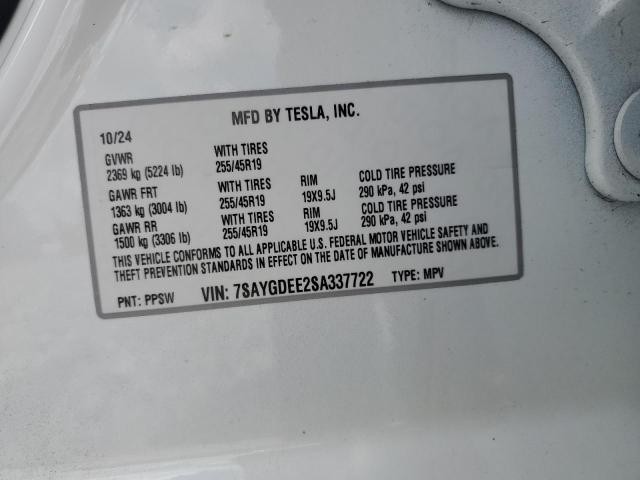 MFD BY TESLA, INC.
10/24
GVWR WITH TIRES
2369 kg (5224 lb) 255/45R19
GAWR FRT WITH TIRES RIM COLD TIRE PRESSURE
1363 kg (3004 lb) 255/45R19 19X9.5J 290 kPa, 42 psi
GAWR RR WITH TIRES RIM COLD TIRE PRESSURE
1500 kg (3306 lb) 255/45R19 19X9.5J 290 kPa, 42 psi
THIS VEHICLE CONFORMS TO ALL APPLICABLE U.S. FEDERAL MOTOR VEHICLE SAFETY AND
THEFT PREVENTION STANDARDS IN EFFECT ON THE DATE OF MANUFACTURE SHOWN ABOVE.
PNT: PPSW VIN: 7SAYGDEE2SA337722 TYPE: MPV